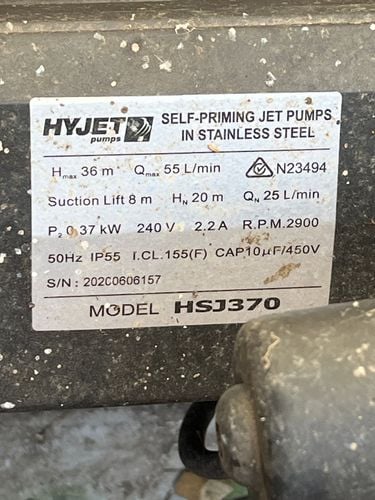 HYJET pumps
SELF-PRIMING JET PUMPS
IN STAINLESS STEEL
Hmax 36 m Qmax 55 L/min N23494
Suction Lift 8 m HN 20 m QN 25 L/min
P2 0,37 kW 240 V 2,2A R.P.M.2900
50Hz IP55 I.CL.155(F) CAP10µF/450V
S/N : 20200606157
MODEL HSJ370